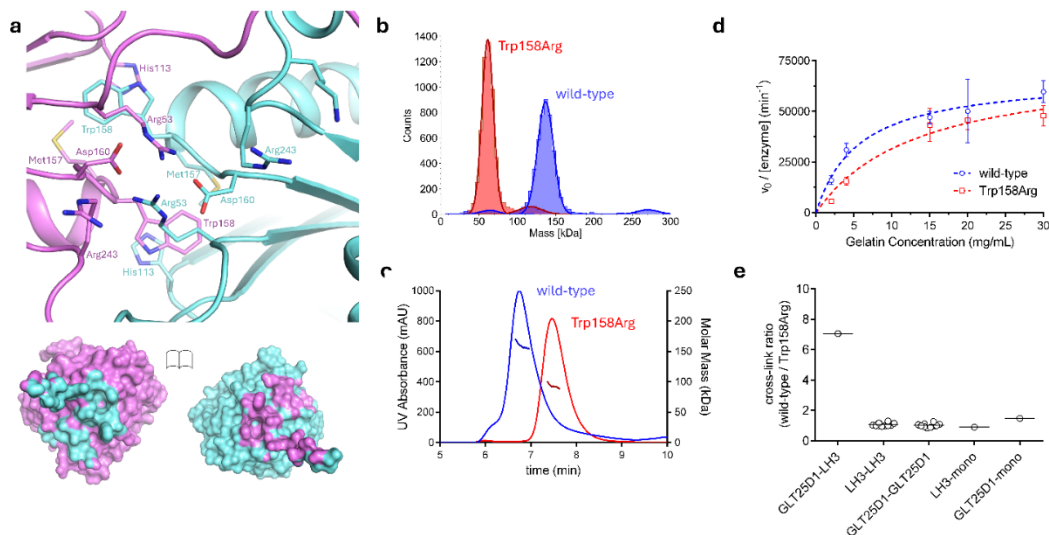 a
His113
Trp158
Arg53
Asp160
Met157
Arg243
Met157
Arg53
Asp160
Trp158
Arg243
His113
b
1400
1200
1000
800
600
400
200
0
Counts
Trp158Arg
wild-type
50
100
150
200
250
300
Mass [kDa]
c
UV Absorbance (mAU)
1000
800
600
400
200
0
wild-type
Trp158Arg
250
200
150
100
50
0
Molar Mass (kDa)
5
6
7
8
9
10
time (min)
d
V₀ / [enzyme] (min⁻¹)
75000
50000
25000
0
wild-type
Trp158Arg
0
5
10
15
20
25
30
Gelatin Concentration (mg/mL)
e
cross-link ratio
(wild-type / Trp158Arg)
10
8
6
4
2
0
GLT25D1-LH3
LH3-LH3
GLT25D1-GLT25D1
LH3-mono
GLT25D1-mono